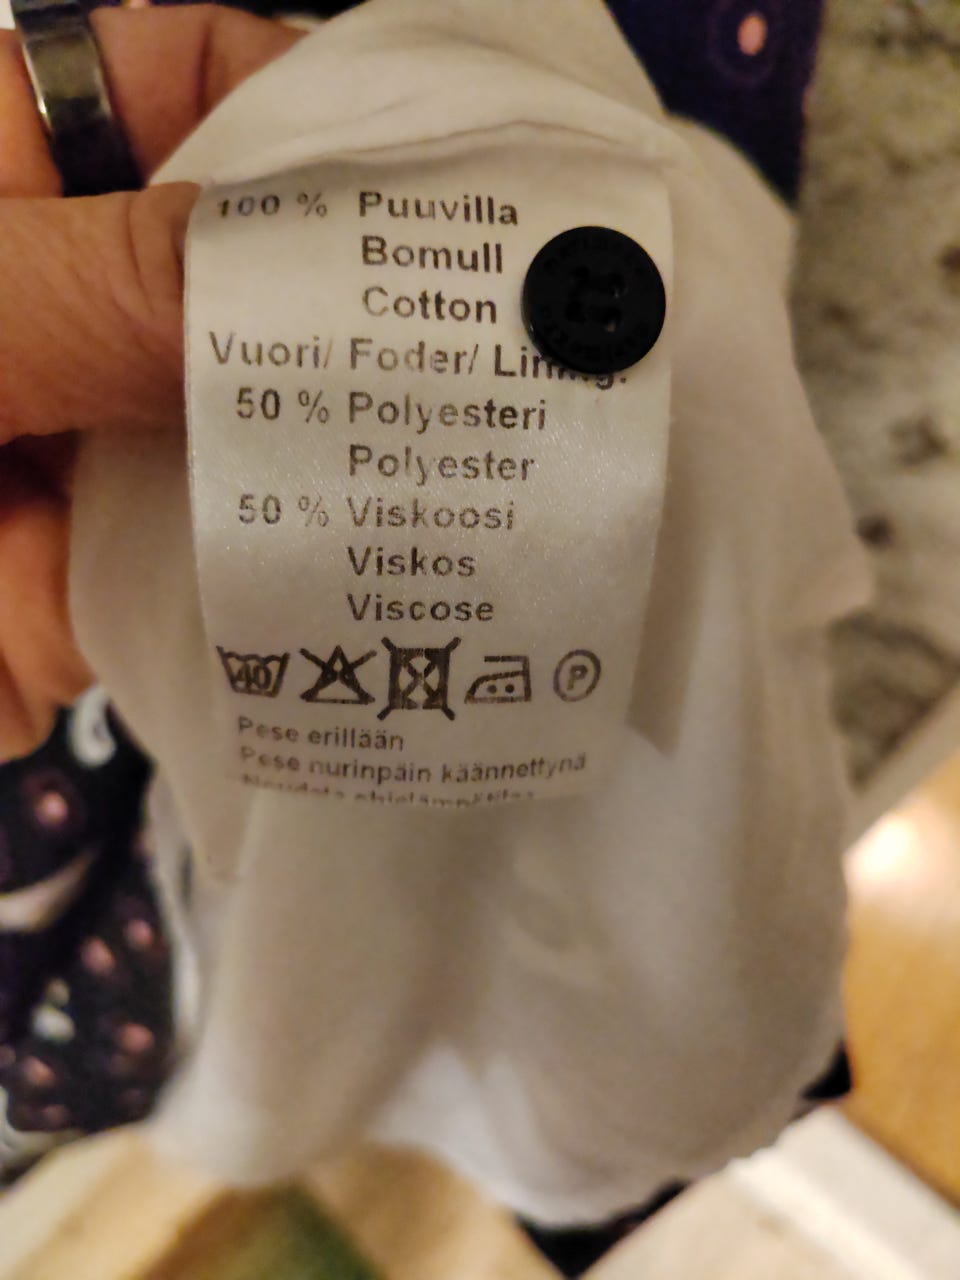 100 % Puuvilla
Bomull
Cotton
Vuori/ Foder/ Lining:
50 % Polyesteri
Polyester
50 % Viskoosi
Viskos
Viscose
40 P
Pese erillään
Pese nurinpäin käännettynä